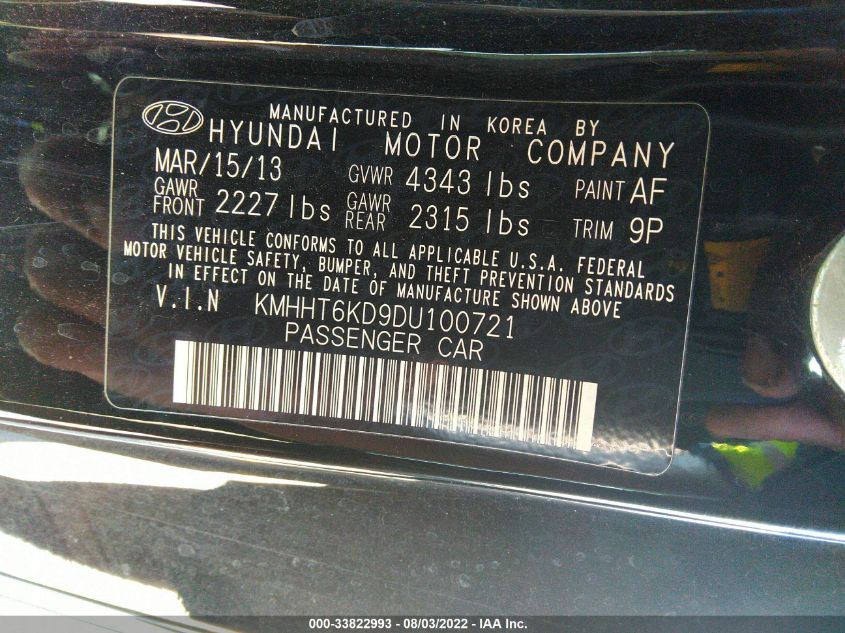 MANUFACTURED IN KOREA BY
HYUNDAI MOTOR COMPANY
MAR/15/13 GVWR 4343 lbs PAINT AF
GAWR FRONT 2227 lbs GAWR REAR 2315 lbs TRIM 9P
THIS VEHICLE CONFORMS TO ALL APPLICABLE U.S.A. FEDERAL
MOTOR VEHICLE SAFETY, BUMPER, AND THEFT PREVENTION STANDARDS
IN EFFECT ON THE DATE OF MANUFACTURE SHOWN ABOVE
V.I.N KMHHT6KD9DU100721
PASSENGER CAR
000-33822993 - 08/03/2022 - IAA Inc.